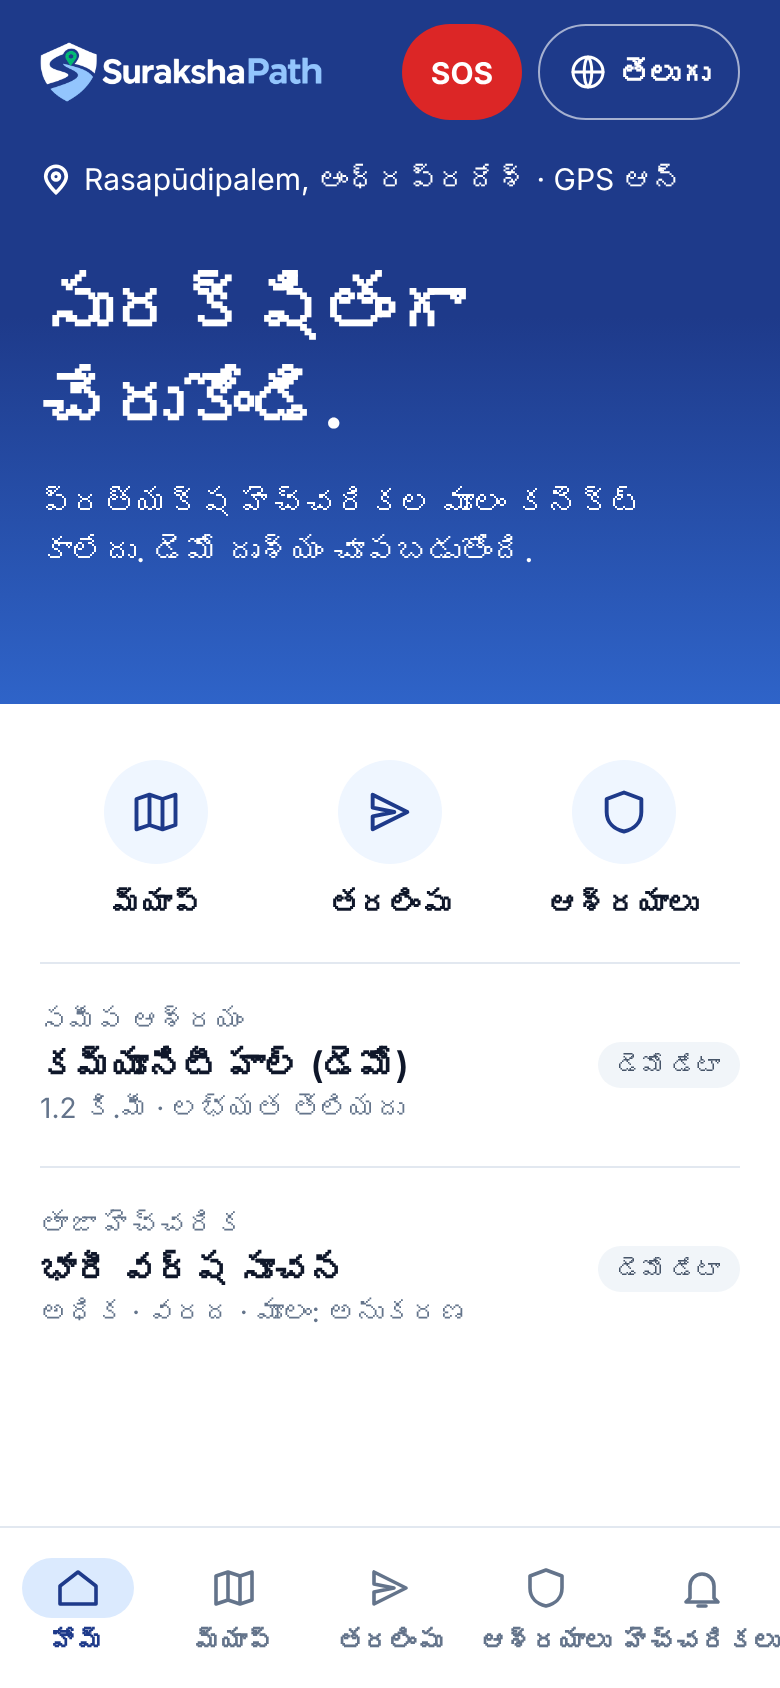 SurakshaPath
SOS
తెలుగు
Rasapūdipalem, ఆంధ్రప్రదేశ్ · GPS ఆన్
సురక్షితంగా
చేరుకోండి.
ప్రత్యక్ష హెచ్చరికల మూలం కనెక్ట్
కాలేదు. డెమో దృశ్యం చూపబడుతోంది.
మ్యాప్
తరలింపు
ఆశ్రయాలు
సమీప ఆశ్రయం
కమ్యూనిటీ హాల్ (డెమో)
డెమో డేటా
1.2 కి.మీ · లభ్యత తెలియదు
తాజా హెచ్చరిక
భారీ వర్ష సూచన
డెమో డేటా
అధిక · వరద · మూలం: అనుకరణ
హోమ్
మ్యాప్
తరలింపు
ఆశ్రయాలు
హెచ్చరికలు